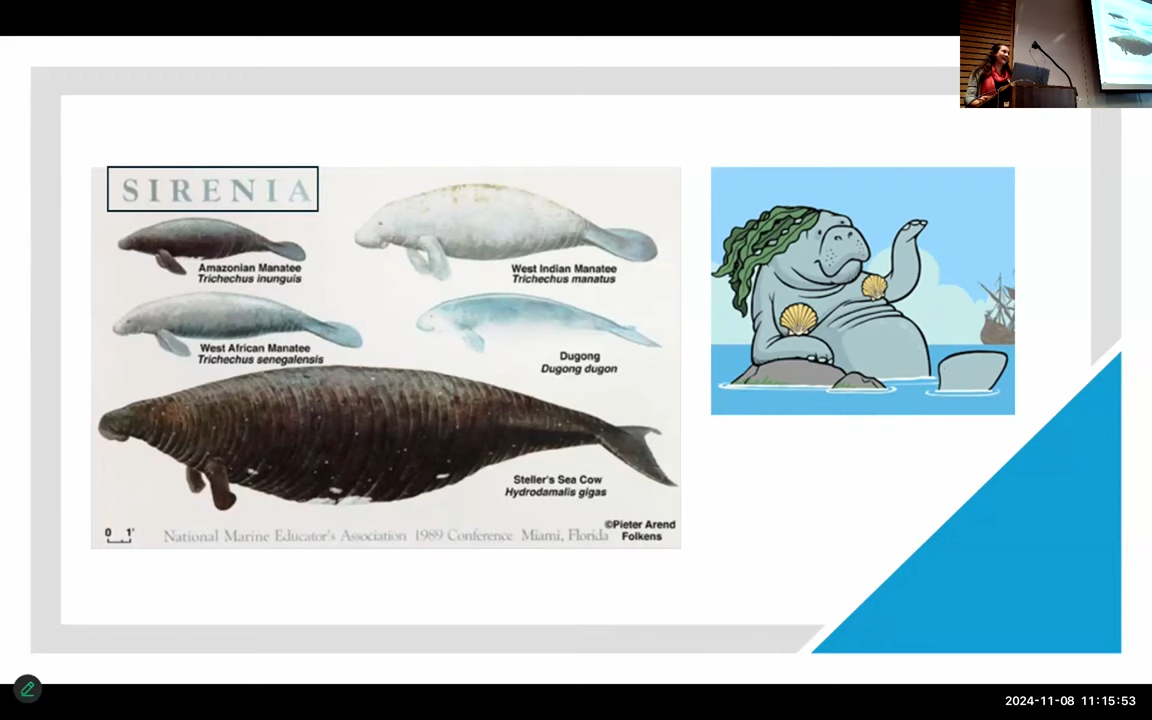 SIRENIA
Amazonian Manatee
Trichechus inunguis
West Indian Manatee
Trichechus manatus
West African Manatee
Trichechus senegalensis
Dugong
Dugong dugon
Steller's Sea Cow
Hydrodamalis gigas
©Pieter Arend
Folkens
0 1'
National Marine Educator's Association 1989 Conference Miami, Florida
2024-11-08 11:15:53